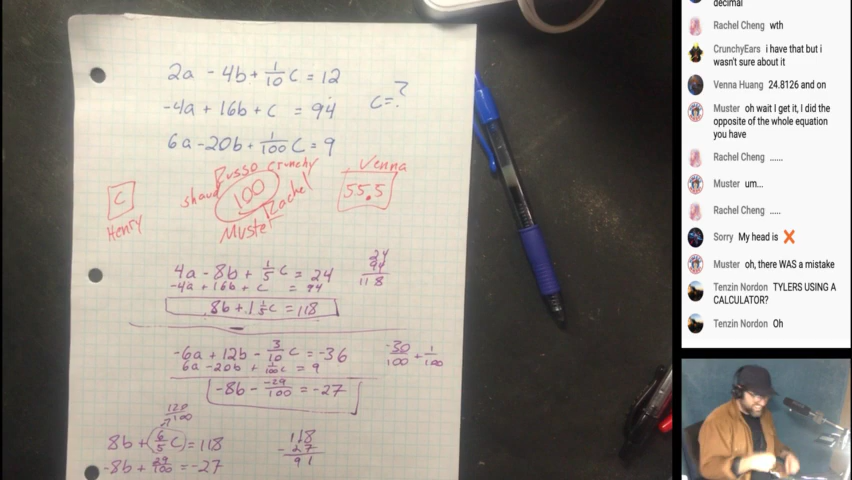 2a - 4b + 1/10 c = 12
-4a + 16b + c = 94
c = ?
6a - 20b + 1/100 c = 9
Russo Crunchy
Venna
shaun
100
Rachel
55.5
C
Henry
Muster
4a - 8b + 1/5 c = 24
-4a + 16b + c = 94
24
94
118
8b + 1 1/5 c = 118
-6a + 12b - 3/10 c = -36
6a - 20b + 1/100 c = 9
-30/100 + 1/100
-8b - -29/100 = -27
120/100
8b + 6/5 c = 118
-8b + 29/100 = -27
118
- 27
91
decimal
Rachel Cheng wth
CrunchyEars i have that but i
wasn't sure about it
Venna Huang 24.8126 and on
Muster oh wait I get it, I did the
opposite of the whole equation
you have
Rachel Cheng ......
Muster um...
Rachel Cheng .....
Sorry My head is ❌
Muster oh, there WAS a mistake
Tenzin Nordon TYLERS USING A
CALCULATOR?
Tenzin Nordon Oh